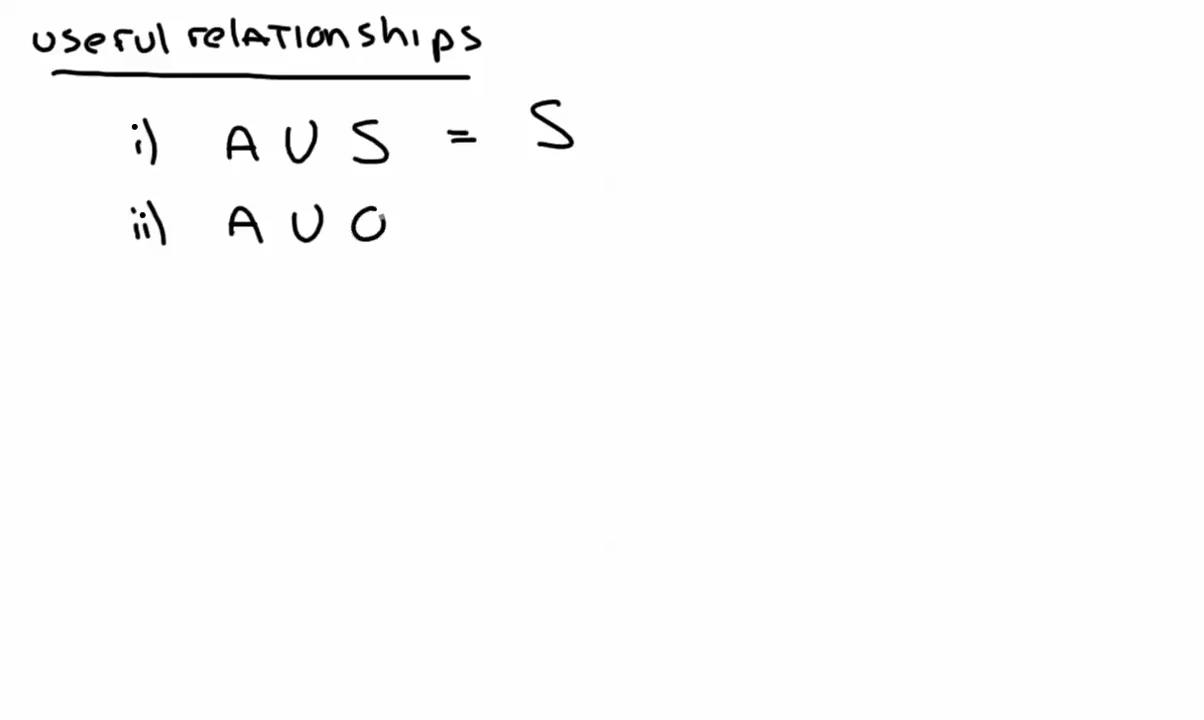 useful relationships
i) A ∪ S = S
ii) A ∪ O